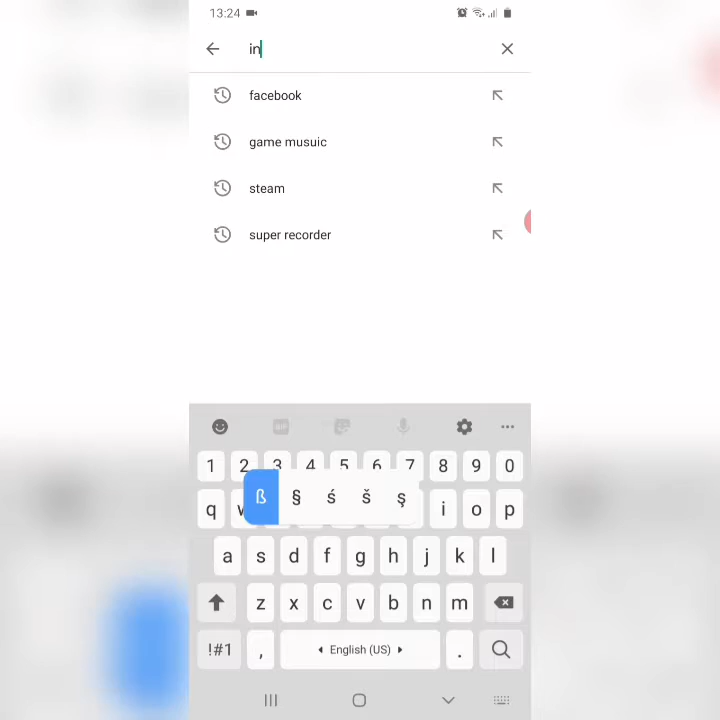 13:24
in
facebook
game musuic
steam
super recorder
GIF
1 2 3 4 5 6 7 8 9 0
ß § ś š ş
q w i o p
a s d f g h j k l
z x c v b n m
!#1 , English (US) .